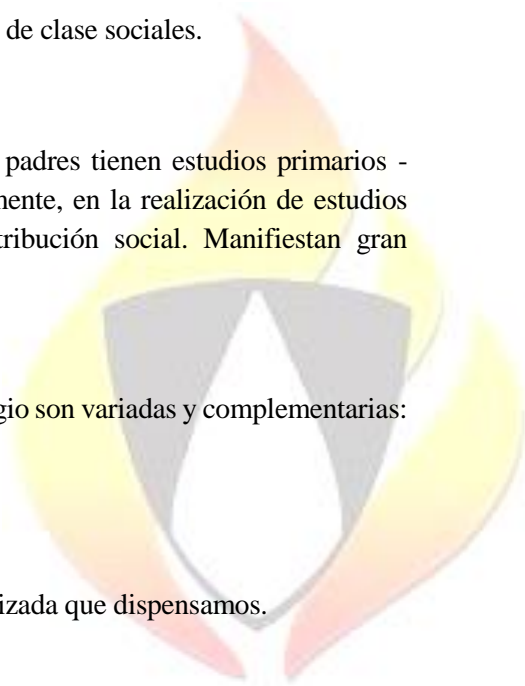 de clase sociales.
padres tienen estudios primarios -
mente, en la realización de estudios
tribución social. Manifiestan gran
gio son variadas y complementarias:
izada que dispensamos.